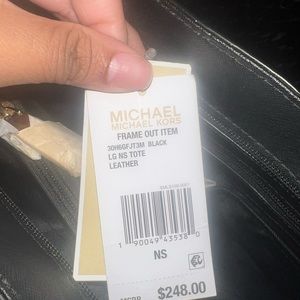 MICHAEL
MICHAEL KORS
FRAME OUT ITEM
30H6GFJT3M BLACK
LG NS TOTE
LEATHER
1 90049 43538 0
NS
$248.00